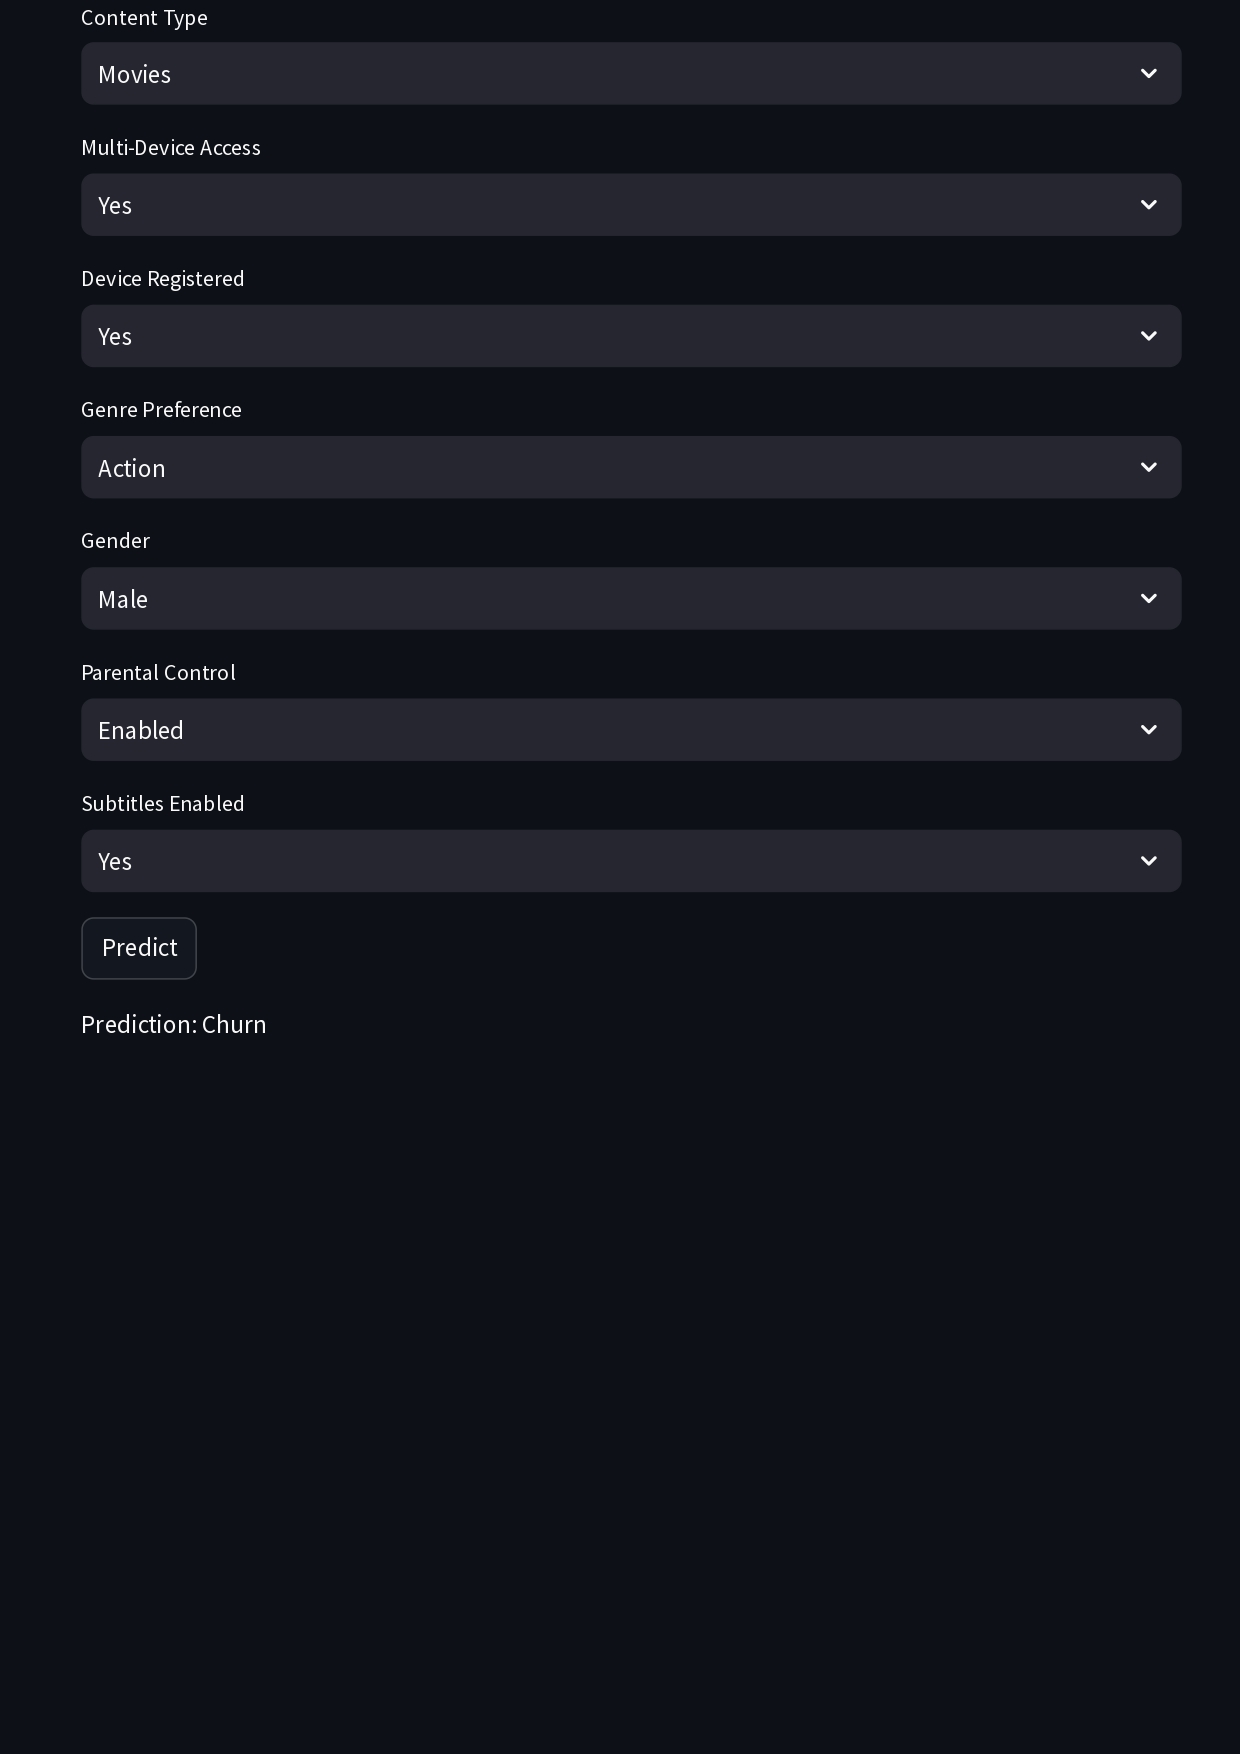 Content Type
Movies
Multi-Device Access
Yes
Device Registered
Yes
Genre Preference
Action
Gender
Male
Parental Control
Enabled
Subtitles Enabled
Yes
Predict
Prediction: Churn